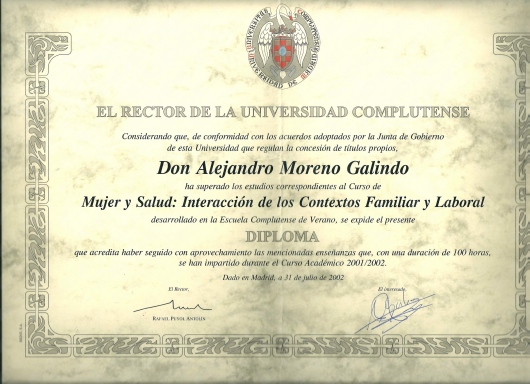 UNIVERSITAS COMPLUTENSIS
EL RECTOR DE LA UNIVERSIDAD COMPLUTENSE
Considerando que, de conformidad con los acuerdos adoptados por la Junta de Gobierno
de esta Universidad que regulan la concesión de títulos propios,
Don Alejandro Moreno Galindo
ha superado los estudios correspondientes al Curso de
Mujer y Salud: Interacción de los Contextos Familiar y Laboral
desarrollado en la Escuela Complutense de Verano, se expide el presente
DIPLOMA
que acredita haber seguido con aprovechamiento las mencionadas enseñanzas que, con una duración de 100 horas,
se han impartido durante el Curso Académico 2001/2002.
Dado en Madrid, a 31 de julio de 2002
El Rector,
El interesado,
RAFAEL PUYOL ANTOLÍN